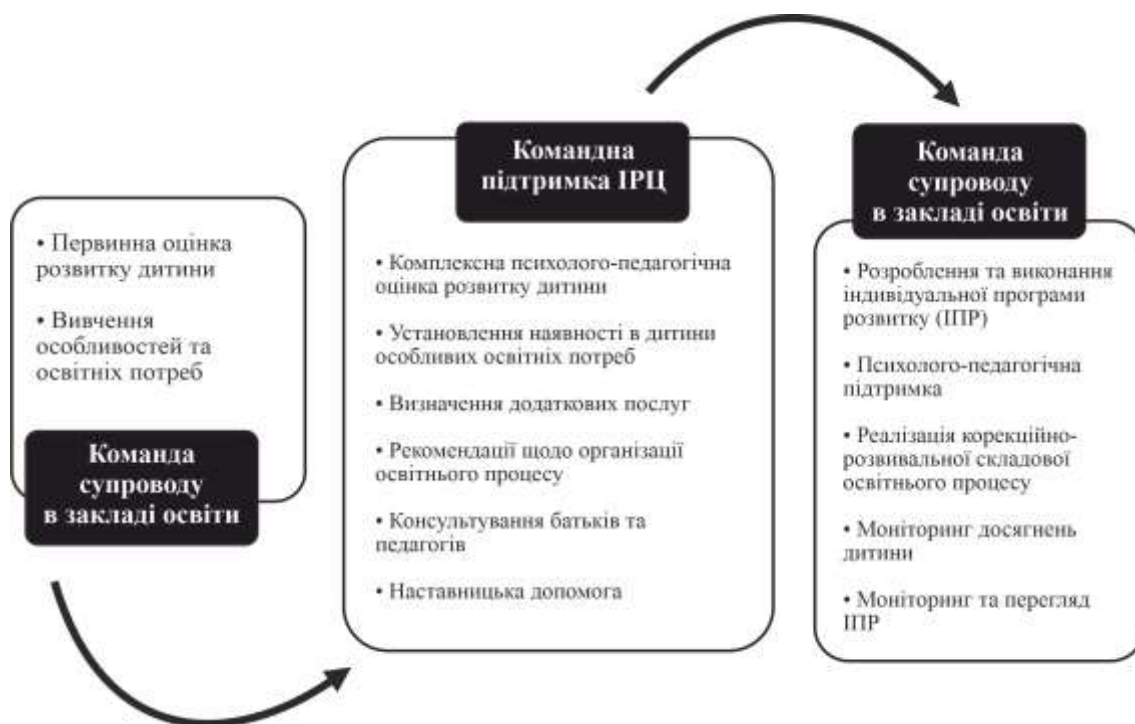 • Первинна оцінка
розвитку дитини
• Вивчення
особливостей та
освітніх потреб
Команда
супроводу
в закладі освіти
Командна
підтримка ІРЦ
• Комплексна психолого-педагогічна
оцінка розвитку дитини
• Установлення наявності в дитини
особливих освітніх потреб
• Визначення додаткових послуг
• Рекомендації щодо організації
освітнього процесу
• Консультування батьків та
педагогів
• Наставницька допомога
Команда
супроводу
в закладі освіти
• Розроблення та виконання
індивідуальної програми
розвитку (ІПР)
• Психолого-педагогічна
підтримка
• Реалізація корекційно-
розвивальної складової
освітнього процесу
• Моніторинг досягнень
дитини
• Моніторинг та перегляд
ІПР